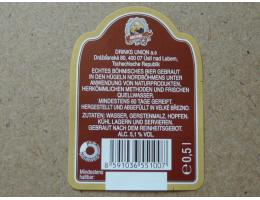 DRINKS UNION a.s
Drážďanská 80, 400 07 Ústí nad Labem,
Tschechische Republik
ECHTES BÖHMISCHES BIER GEBRAUT
IN DEN HÜGELN NORDBÖHMENS UNTER
ANWENDUNG VON NATURPRODUKTEN,
HERKÖMMLICHEN METHODEN UND FRISCHEN
QUELLWASSER.
MINDESTENS 60 TAGE GEREIFT.
HERGESTELLT UND ABGEFÜLLT IN VELKÉ BŘEZNO.
ZUTATEN: WASSER, GERSTENMALZ, HOPFEN.
KÜHL LAGERN UND SERVIEREN.
GEBRAUT NACH DEM REINHEITSGEBOT.
ALC. 5,1 % VOL.
8 591036 551007
℮ 0,5 l
Mindestens
haltbar: